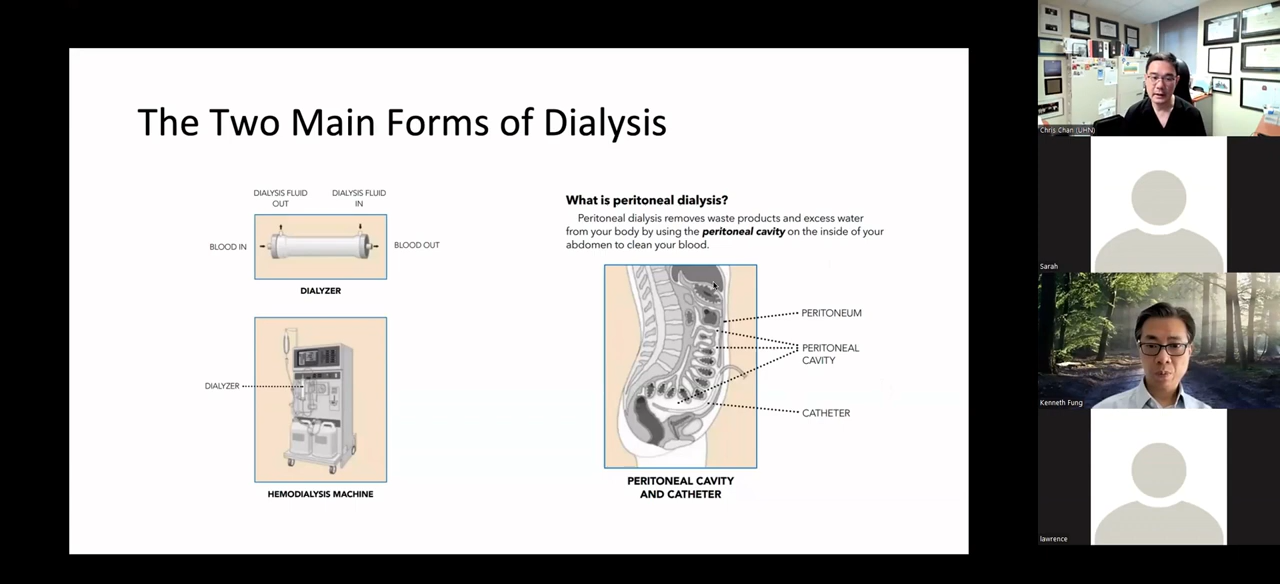 The Two Main Forms of Dialysis
DIALYSIS FLUID
OUT
DIALYSIS FLUID
IN
BLOOD IN
BLOOD OUT
DIALYZER
DIALYZER
HEMODIALYSIS MACHINE
What is peritoneal dialysis?
Peritoneal dialysis removes waste products and excess water
from your body by using the peritoneal cavity on the inside of your
abdomen to clean your blood.
PERITONEUM
PERITONEAL
CAVITY
CATHETER
PERITONEAL CAVITY
AND CATHETER
Chris Chan (UHN)
Sarah
Kenneth Fung
lawrence